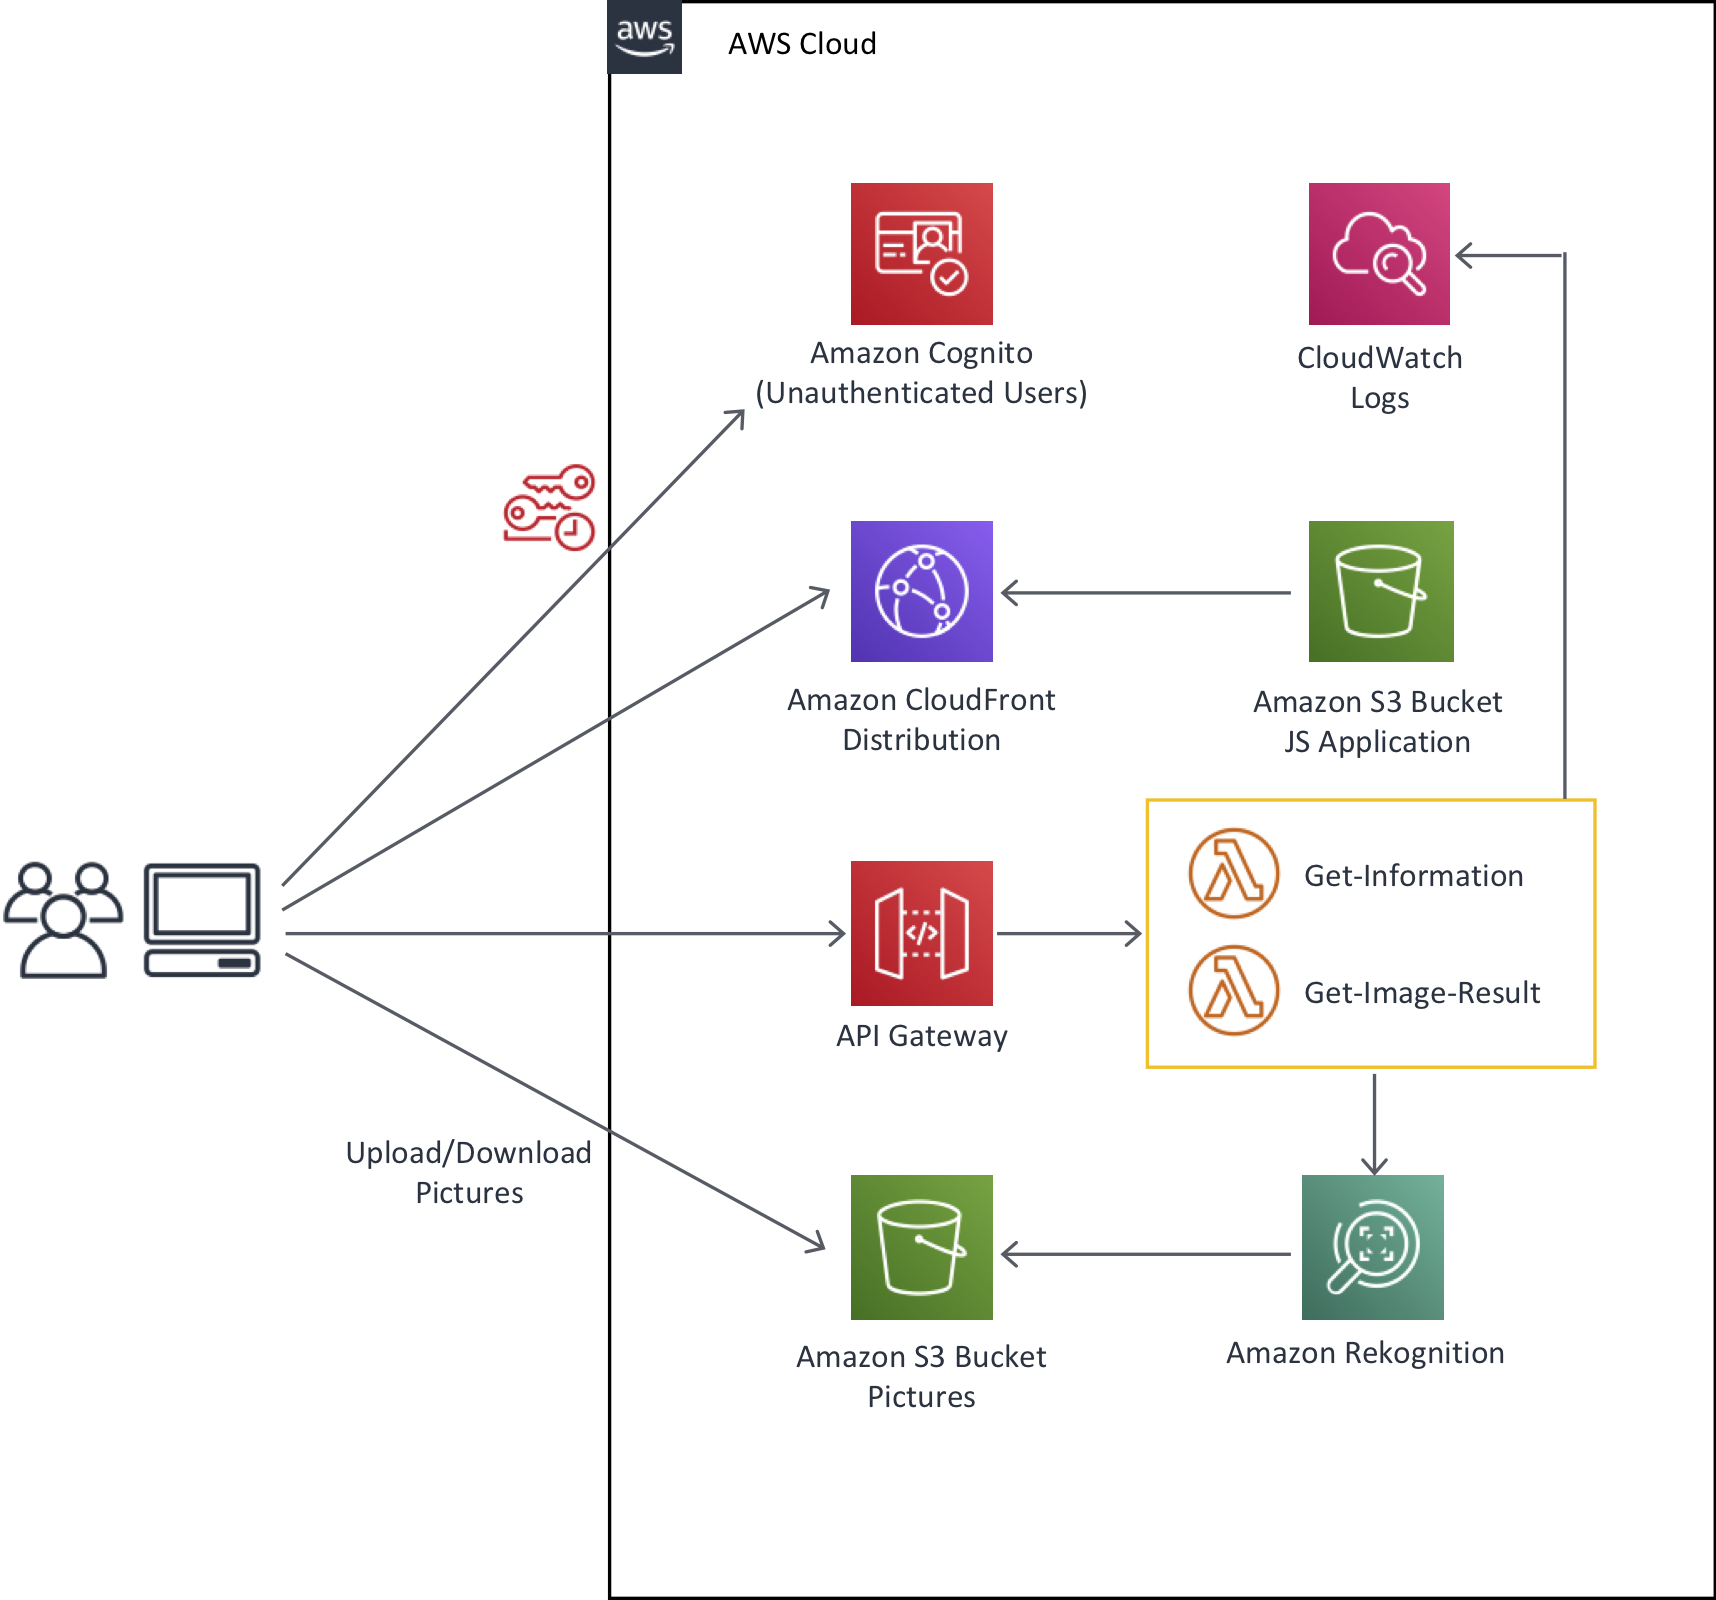 aws
AWS Cloud
Amazon Cognito
(Unauthenticated Users)
CloudWatch
Logs
Amazon CloudFront
Distribution
Amazon S3 Bucket
JS Application
Get-Information
Get-Image-Result
</>
API Gateway
Upload/Download
Pictures
Amazon S3 Bucket
Pictures
Amazon Rekognition